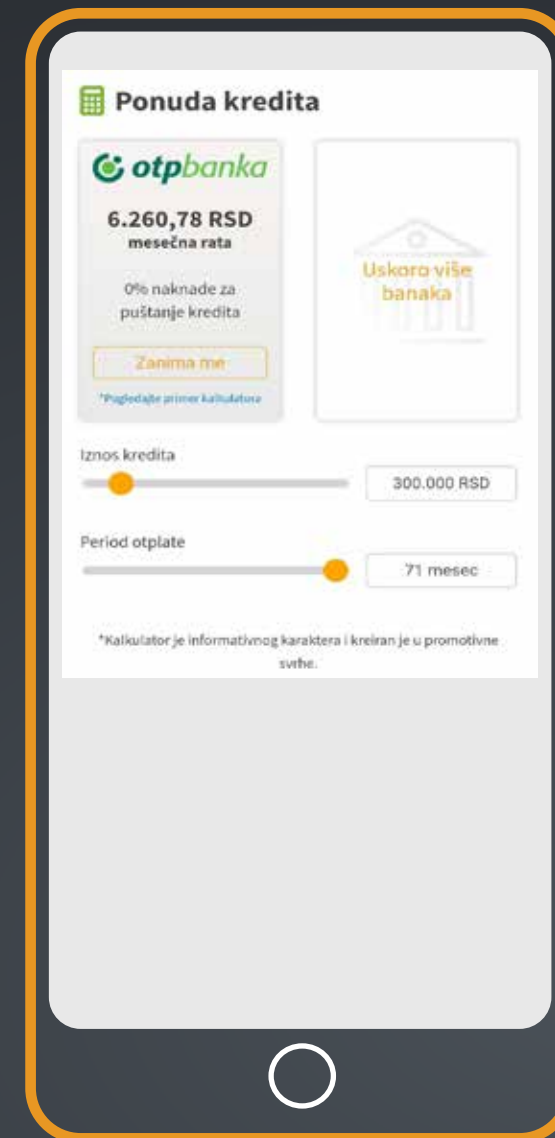 Ponuda kredita
otpbanka
6.260,78 RSD
mesečna rata
0% naknade za
puštanje kredita
Zanima me
*Pogledajte primer kalkulatora
Uskoro više
banaka
Iznos kredita
300.000 RSD
Period otplate
71 mesec
*Kalkulator je informativnog karaktera i kreiran je u promotivne
svrhe.